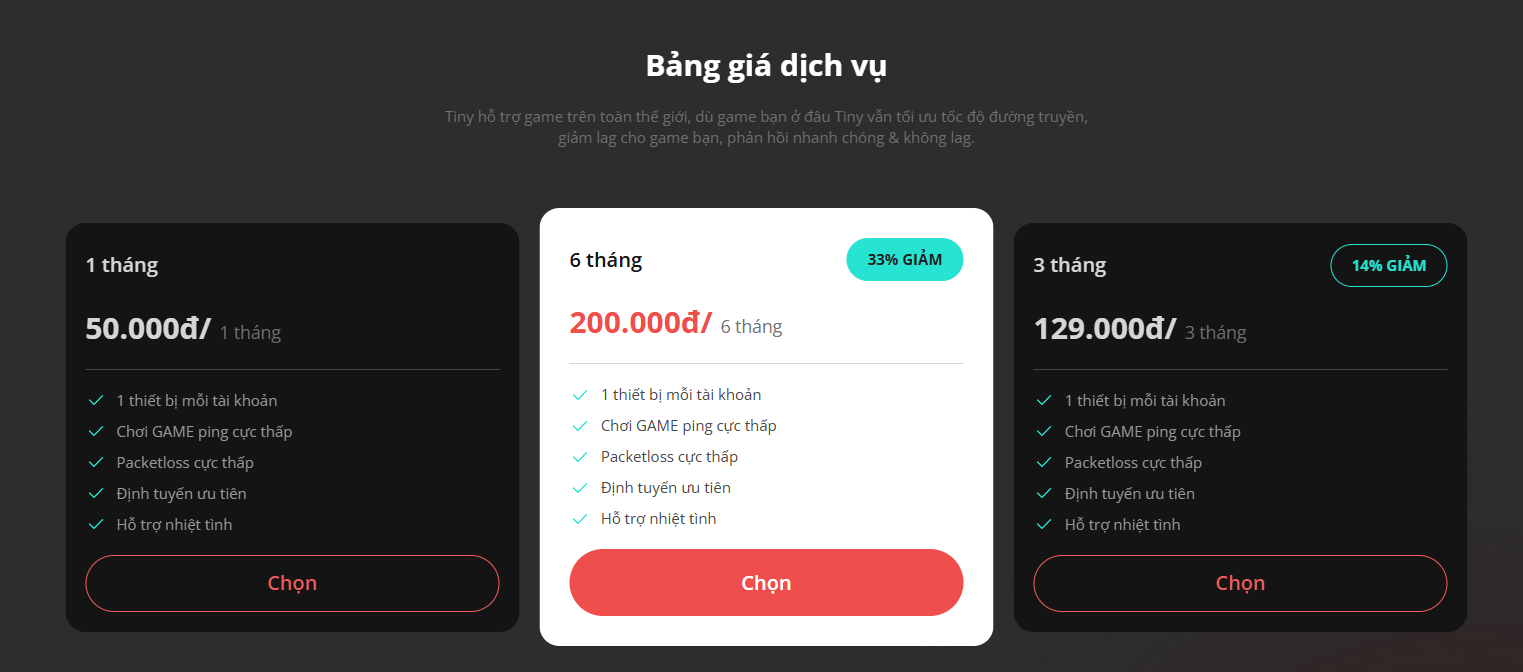 Bảng giá dịch vụ
Tiny hỗ trợ game trên toàn thế giới, dù game bạn ở đâu Tiny vẫn tối ưu tốc độ đường truyền,
giảm lag cho game bạn, phản hồi nhanh chóng & không lag.
1 tháng
50.000đ/ 1 tháng
1 thiết bị mỗi tài khoản
Chơi GAME ping cực thấp
Packetloss cực thấp
Định tuyến ưu tiên
Hỗ trợ nhiệt tình
Chọn
6 tháng
33% GIẢM
200.000đ/ 6 tháng
1 thiết bị mỗi tài khoản
Chơi GAME ping cực thấp
Packetloss cực thấp
Định tuyến ưu tiên
Hỗ trợ nhiệt tình
Chọn
3 tháng
14% GIẢM
129.000đ/ 3 tháng
1 thiết bị mỗi tài khoản
Chơi GAME ping cực thấp
Packetloss cực thấp
Định tuyến ưu tiên
Hỗ trợ nhiệt tình
Chọn